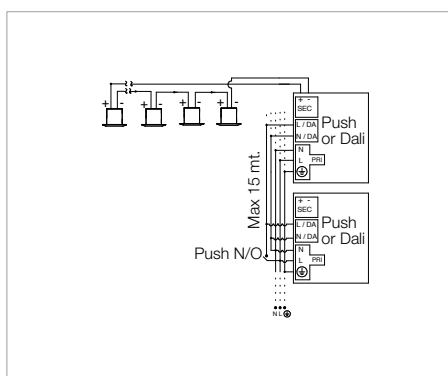 + - + - + - + -
+ -
SEC
L / DA
N / DA
N
L PRI
Push
or Dali
Max 15 mt.
+ -
SEC
L / DA
N / DA
N
L PRI
Push
or Dali
Push N/O
N L